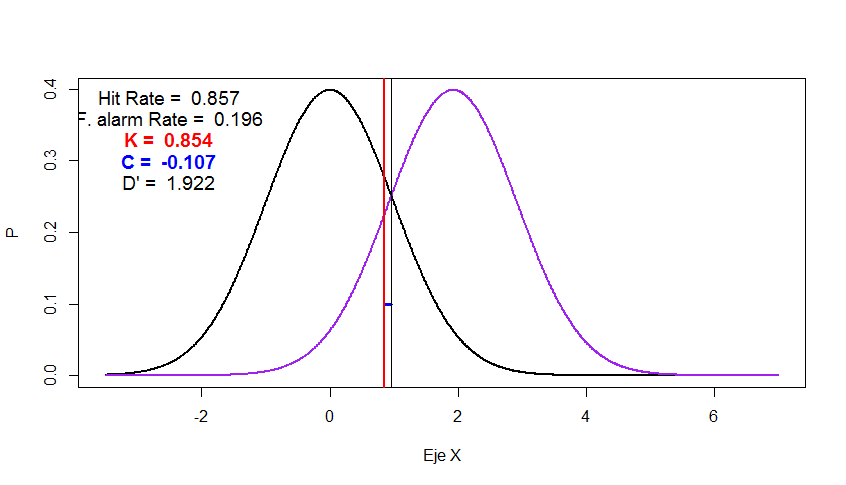 Hit Rate = 0.857
F. alarm Rate = 0.196
K = 0.854
C = -0.107
D' = 1.922
P
0.4
0.3
0.2
0.1
0.0
-2 0 2 4 6
Eje X